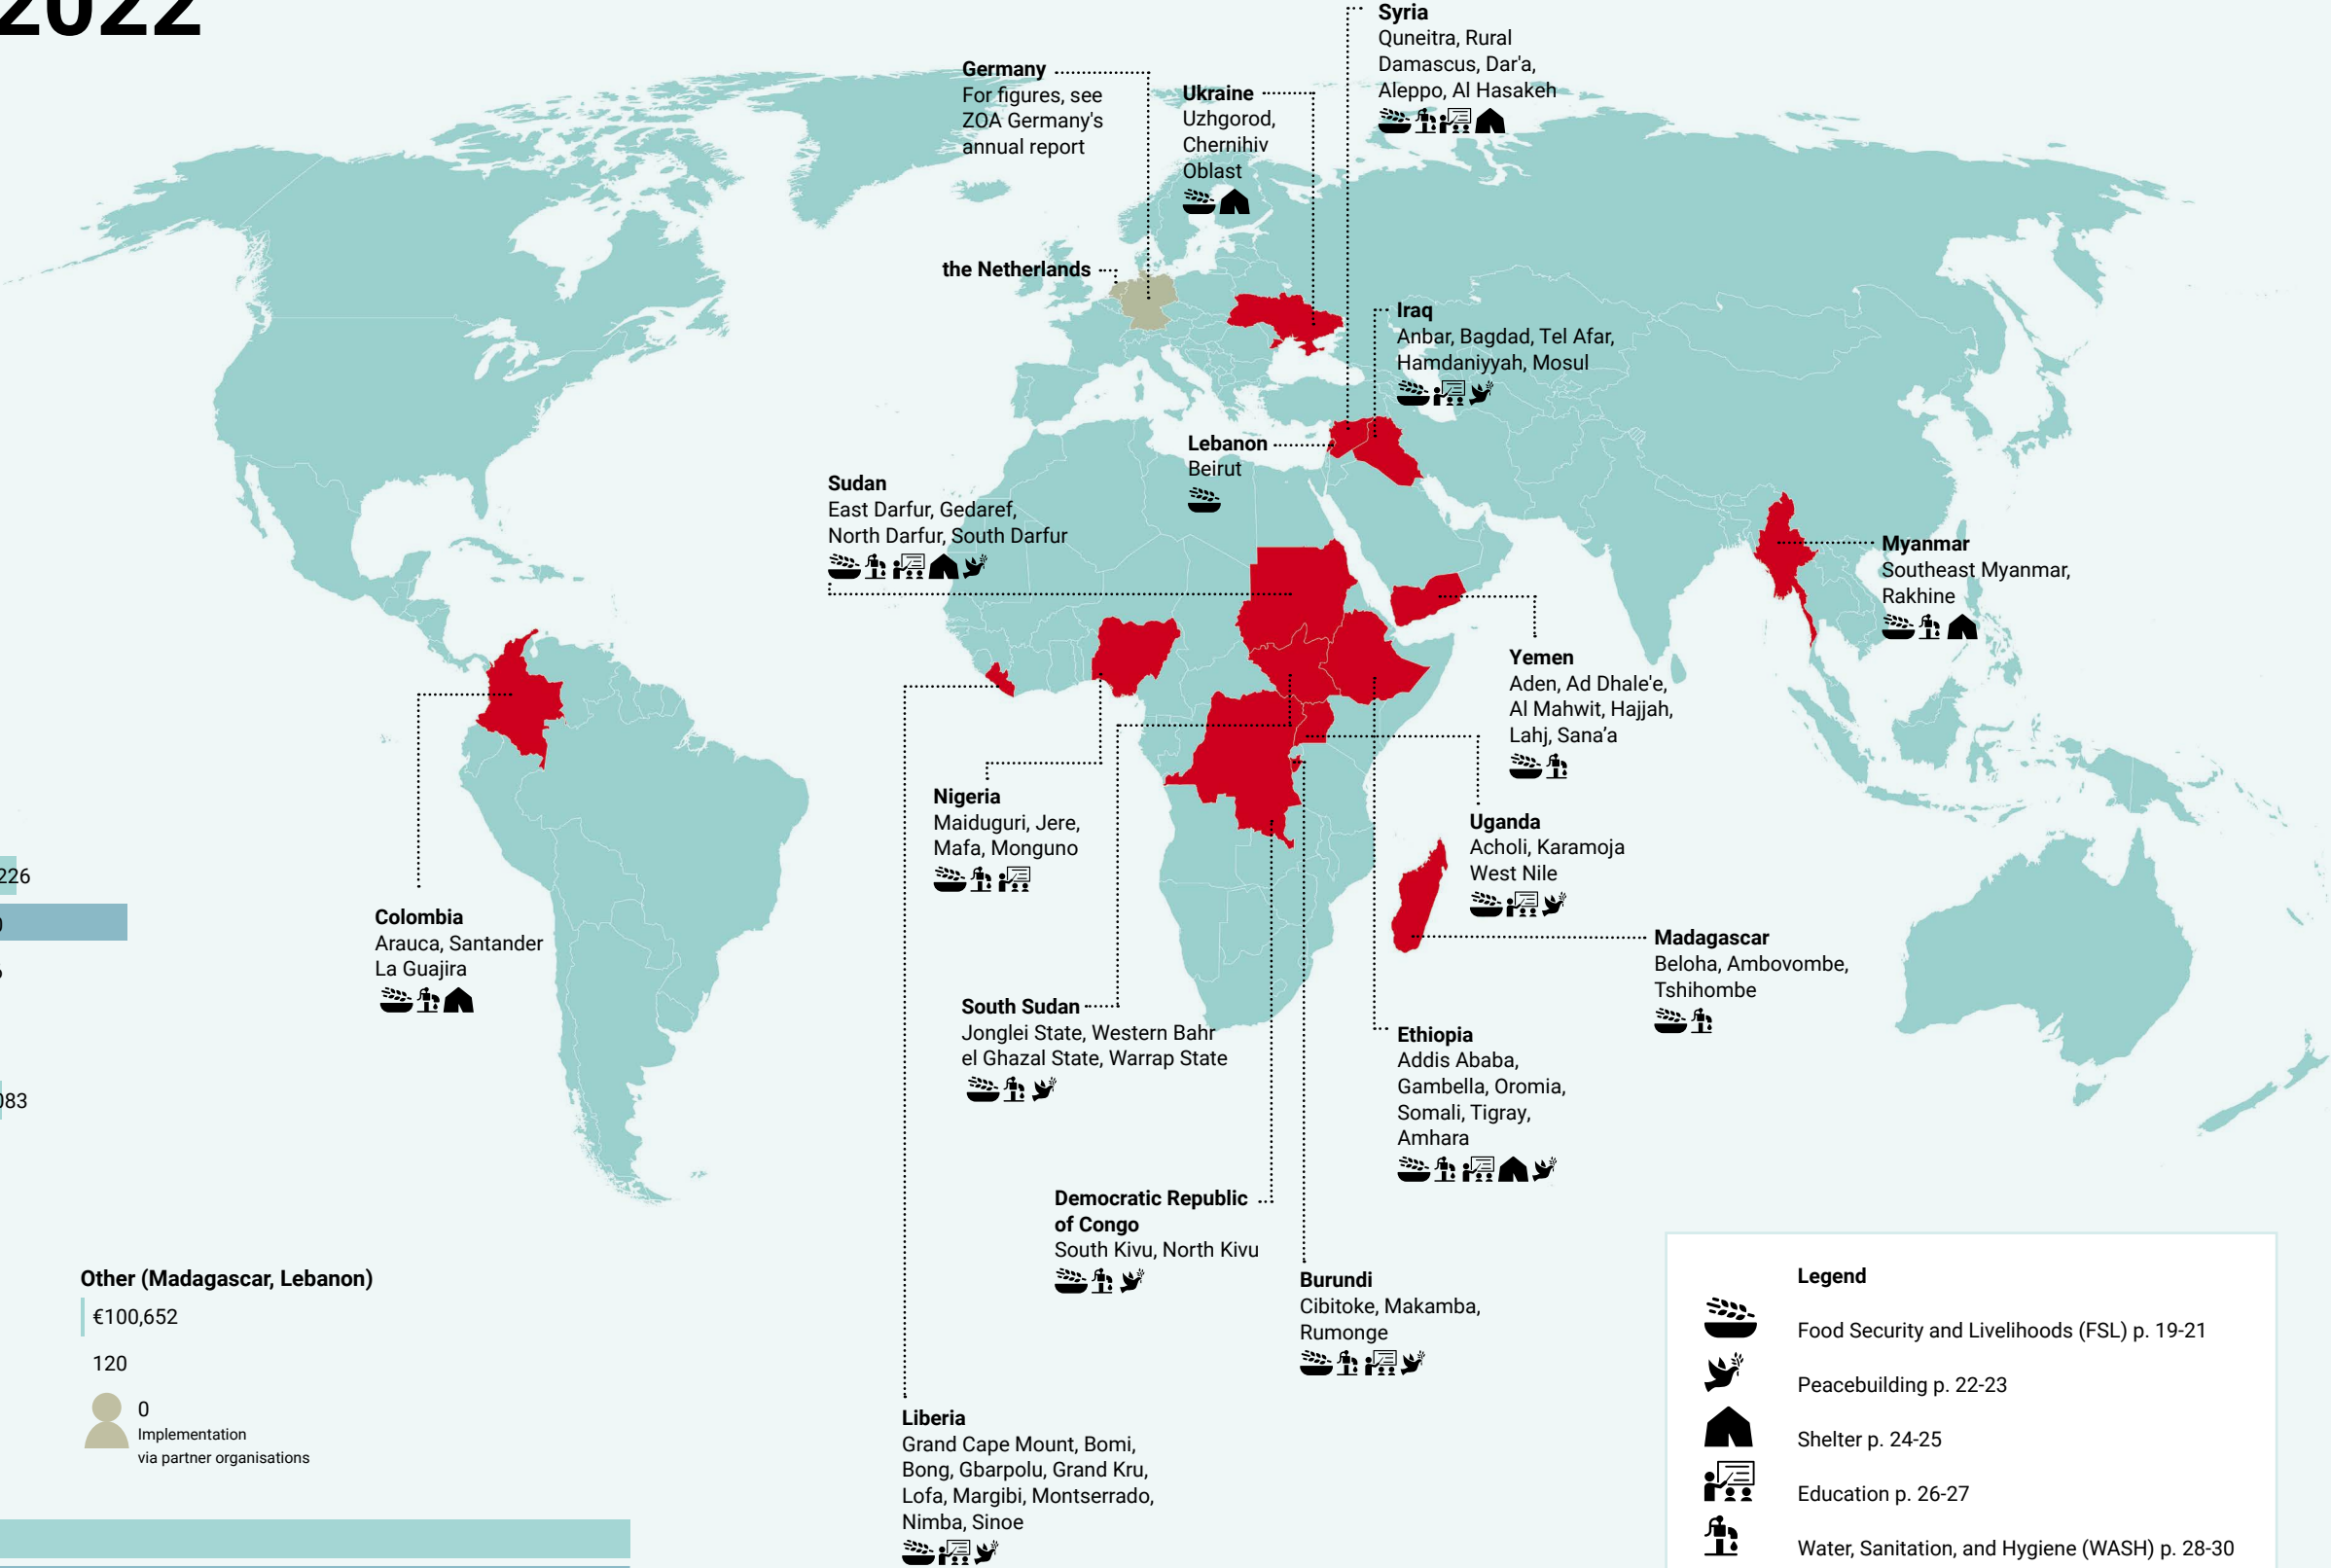 2022
Syria
Quneitra, Rural
Damascus, Dar'a,
Aleppo, Al Hasakeh
Germany
For figures, see
ZOA Germany's
annual report
Ukraine
Uzhgorod,
Chernihiv
Oblast
the Netherlands
Iraq
Anbar, Bagdad, Tel Afar,
Hamdaniyyah, Mosul
Lebanon
Beirut
Sudan
East Darfur, Gedaref,
North Darfur, South Darfur
Myanmar
Southeast Myanmar,
Rakhine
Yemen
Aden, Ad Dhale'e,
Al Mahwit, Hajjah,
Lahj, Sana’a
Nigeria
Maiduguri, Jere,
Mafa, Monguno
Uganda
Acholi, Karamoja
West Nile
226
Colombia
Arauca, Santander
La Guajira
Madagascar
Beloha, Ambovombe,
Tshihombe
South Sudan
Jonglei State, Western Bahr
el Ghazal State, Warrap State
Ethiopia
Addis Ababa,
Gambella, Oromia,
Somali, Tigray,
Amhara
083
Democratic Republic
of Congo
South Kivu, North Kivu
Burundi
Cibitoke, Makamba,
Rumonge
Other (Madagascar, Lebanon)
€100,652
120
0
Implementation
via partner organisations
Liberia
Grand Cape Mount, Bomi,
Bong, Gbarpolu, Grand Kru,
Lofa, Margibi, Montserrado,
Nimba, Sinoe
Legend
Food Security and Livelihoods (FSL) p. 19-21
Peacebuilding p. 22-23
Shelter p. 24-25
Education p. 26-27
Water, Sanitation, and Hygiene (WASH) p. 28-30